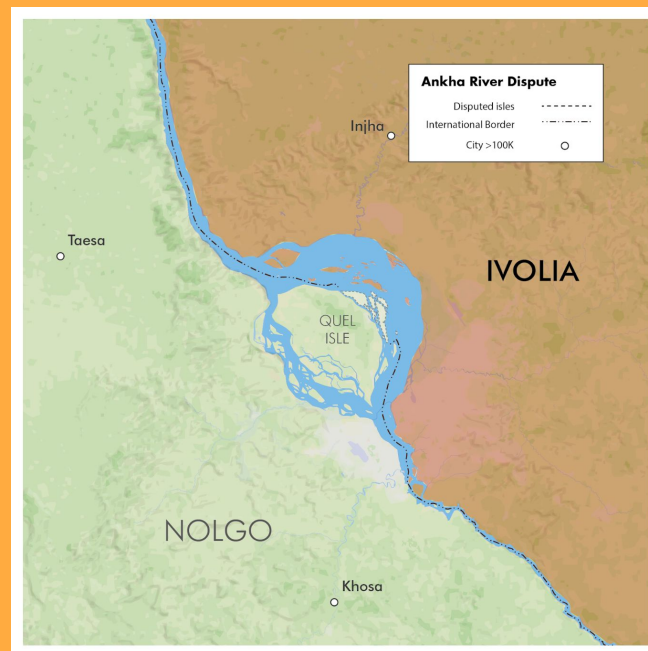 Ankha River Dispute
Disputed isles
International Border
City >100K
Injha
Taesa
IVOLIA
QUEL
ISLE
NOLGO
Khosa